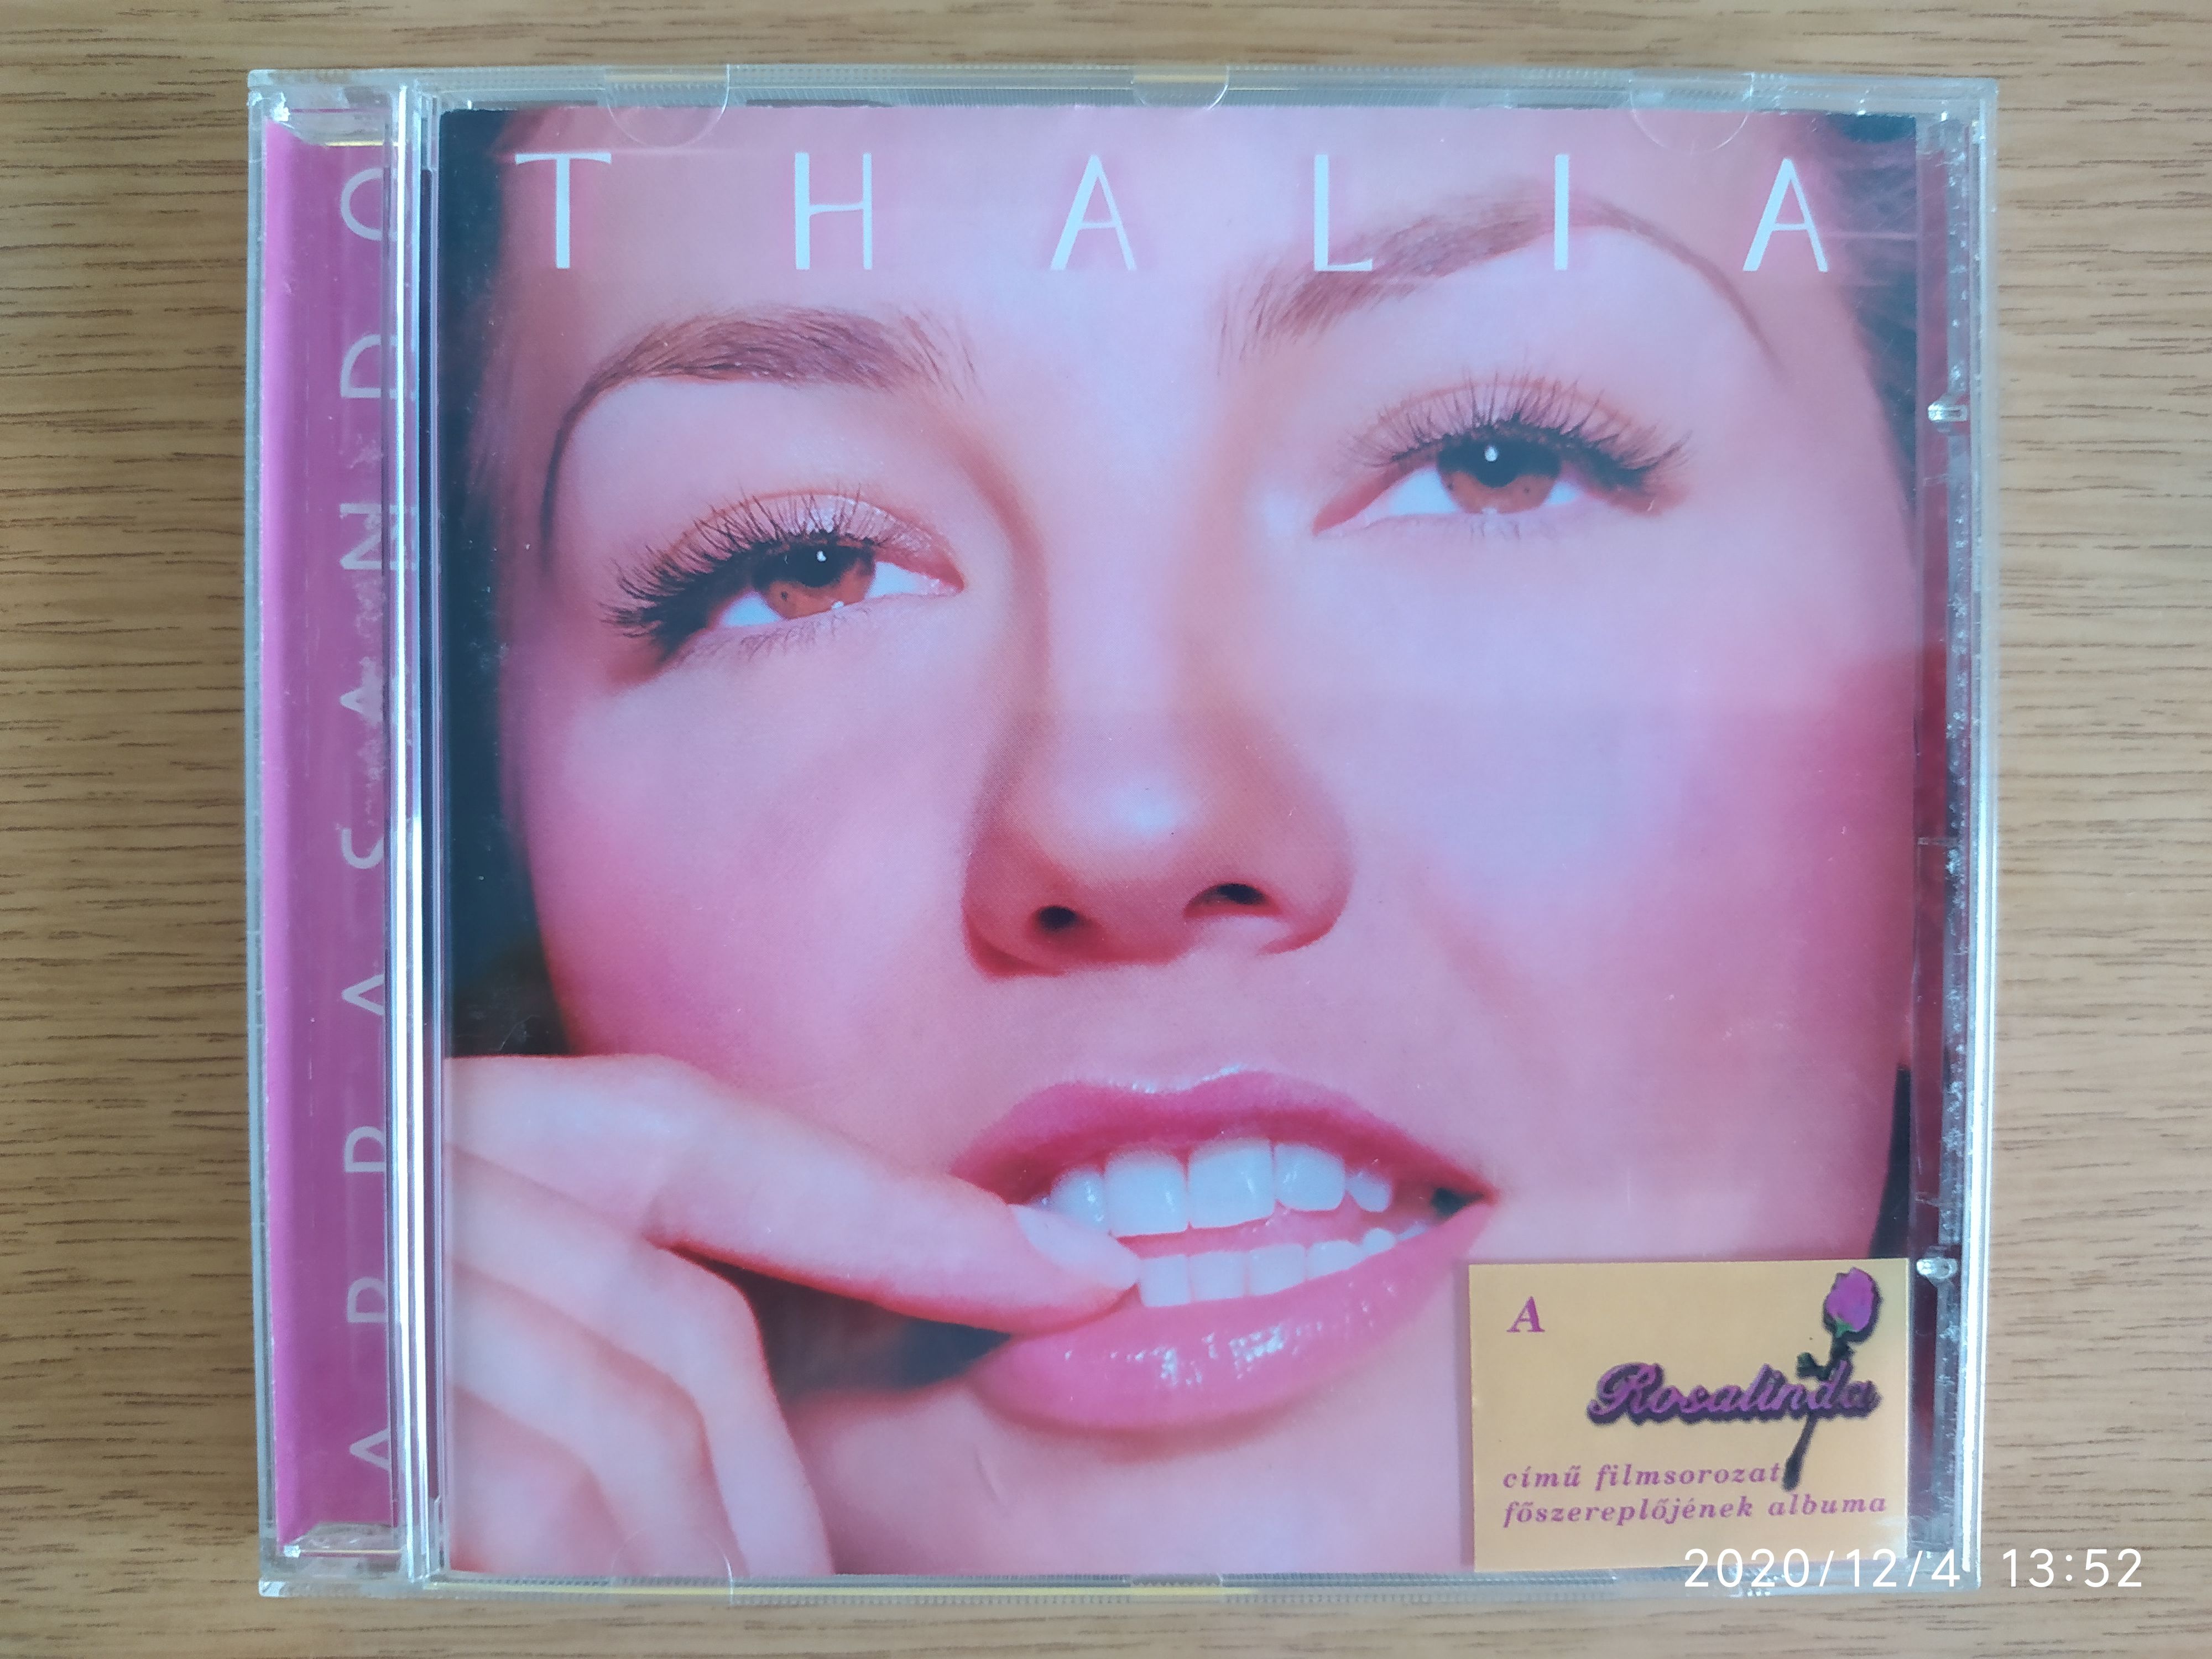 THALIA
ARRASANDO
A
Rosalinda
című filmsorozat
főszereplőjének albuma
2020/12/4 13:52